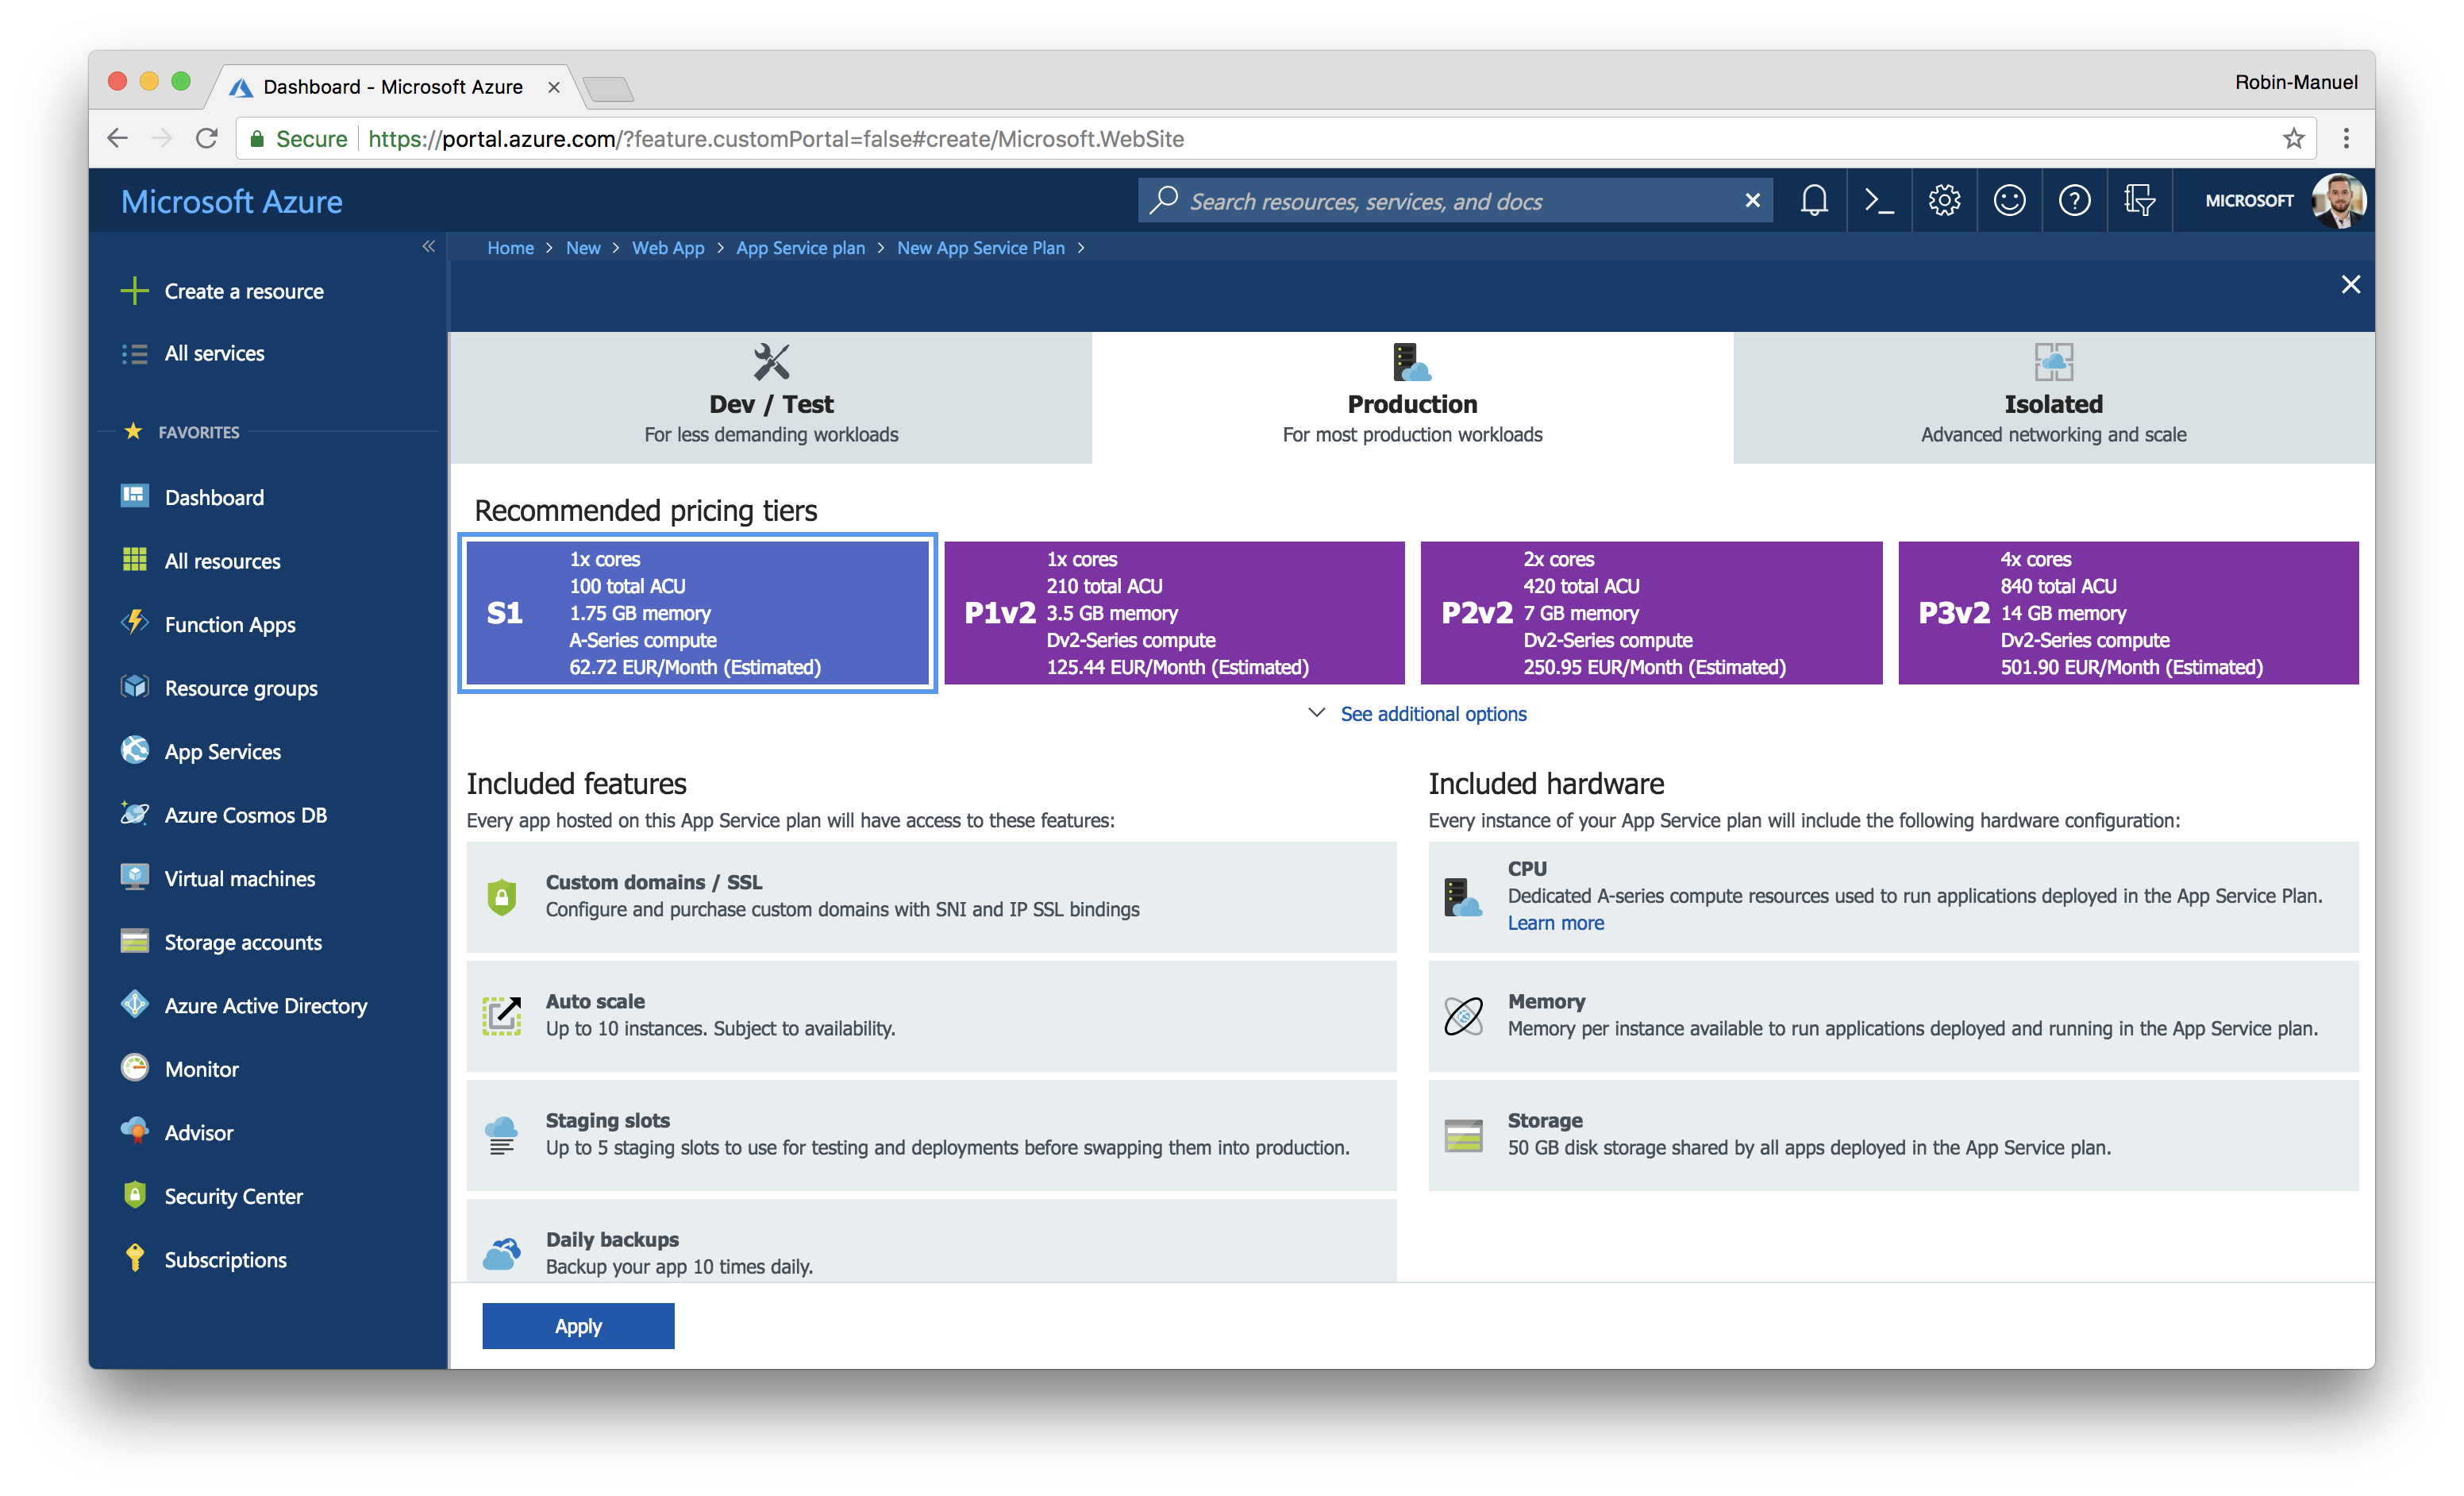 Dashboard - Microsoft Azure
Robin-Manuel
Secure https://portal.azure.com/?feature.customPortal=false#create/Microsoft.WebSite
Microsoft Azure
Search resources, services, and docs
MICROSOFT
Home > New > Web App > App Service plan > New App Service Plan >
Create a resource
All services
FAVORITES
Dashboard
All resources
Function Apps
Resource groups
App Services
Azure Cosmos DB
Virtual machines
Storage accounts
Azure Active Directory
Monitor
Advisor
Security Center
Subscriptions
Dev / Test
For less demanding workloads
Production
For most production workloads
Isolated
Advanced networking and scale
Recommended pricing tiers
S1
1x cores
100 total ACU
1.75 GB memory
A-Series compute
62.72 EUR/Month (Estimated)
P1v2
1x cores
210 total ACU
3.5 GB memory
Dv2-Series compute
125.44 EUR/Month (Estimated)
P2v2
2x cores
420 total ACU
7 GB memory
Dv2-Series compute
250.95 EUR/Month (Estimated)
P3v2
4x cores
840 total ACU
14 GB memory
Dv2-Series compute
501.90 EUR/Month (Estimated)
See additional options
Included features
Every app hosted on this App Service plan will have access to these features:
Custom domains / SSL
Configure and purchase custom domains with SNI and IP SSL bindings
Auto scale
Up to 10 instances. Subject to availability.
Staging slots
Up to 5 staging slots to use for testing and deployments before swapping them into production.
Daily backups
Backup your app 10 times daily.
Included hardware
Every instance of your App Service plan will include the following hardware configuration:
CPU
Dedicated A-series compute resources used to run applications deployed in the App Service Plan.
Learn more
Memory
Memory per instance available to run applications deployed and running in the App Service plan.
Storage
50 GB disk storage shared by all apps deployed in the App Service plan.
Apply